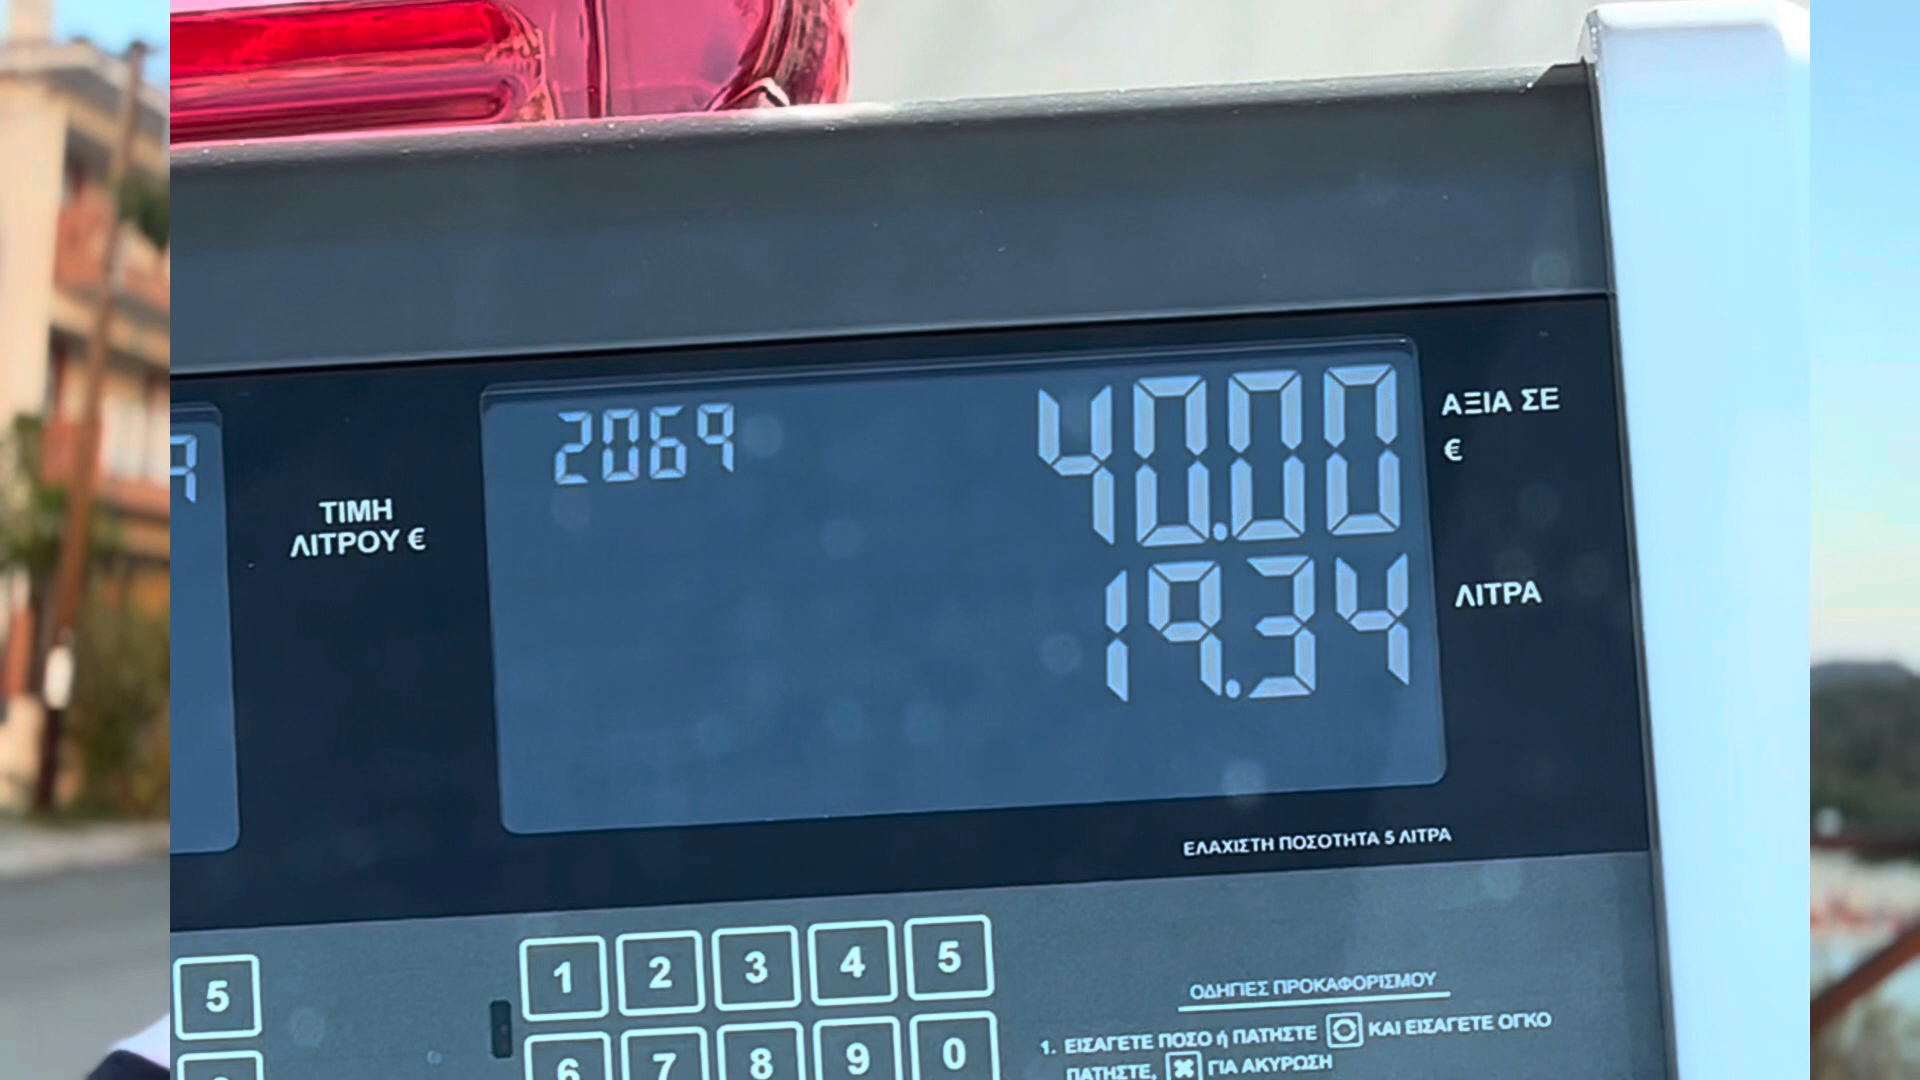 2069
40.00
ΑΞΙΑ ΣΕ
€
ΤΙΜΗ
ΛΙΤΡΟΥ €
19.34
ΛΙΤΡΑ
ΕΛΑΧΙΣΤΗ ΠΟΣΟΤΗΤΑ 5 ΛΙΤΡΑ
5
1 2 3 4 5
6 7 8 9 0
ΟΔΗΓΙΕΣ ΠΡΟΚΑΦΟΡΙΣΜΟΥ
1. ΕΙΣΑΓΕΤΕ ΠΟΣΟ ή ΠΑΤΗΣΤΕ ΚΑΙ ΕΙΣΑΓΕΤΕ ΟΓΚΟ
ΠΑΤΗΣΤΕ, ΓΙΑ ΑΚΥΡΩΣΗ